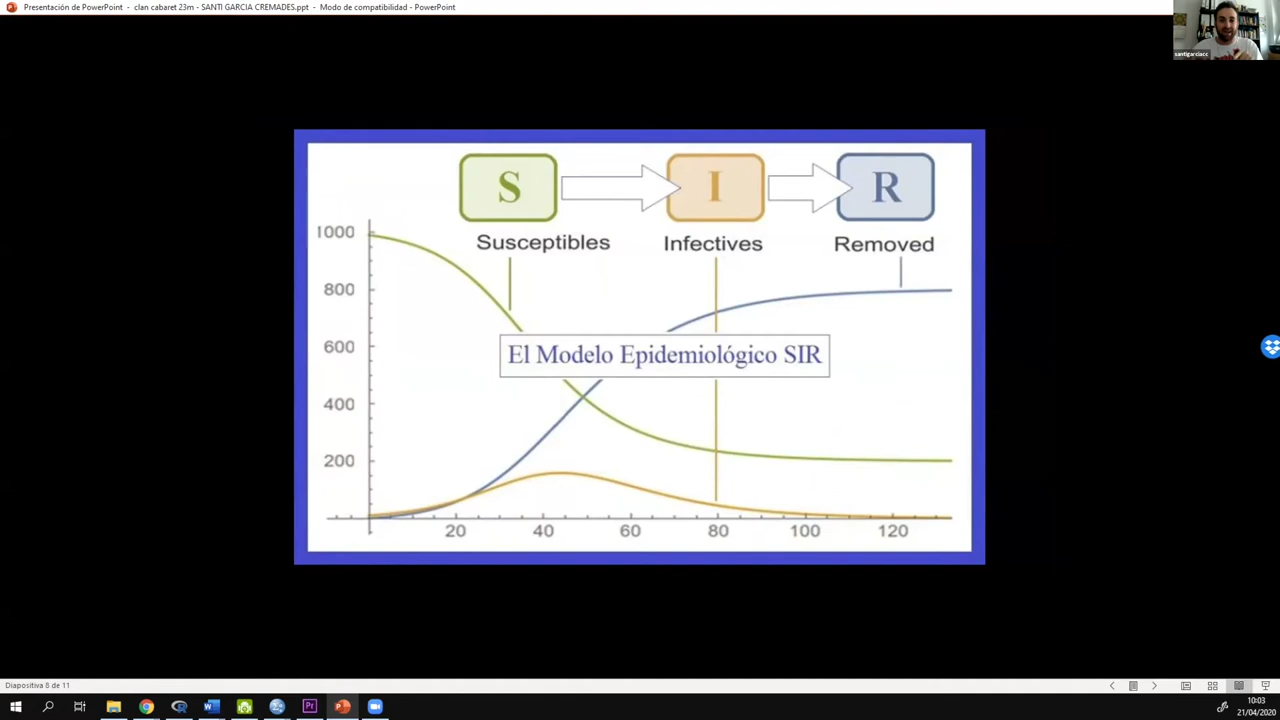 Presentación de PowerPoint - clan cabaret 23m - SANTI GARCIA CREMADES.ppt - Modo de compatibilidad - PowerPoint
santigarciacc
S
I
R
Susceptibles
Infectives
Removed
1000
800
600
400
200
El Modelo Epidemiológico SIR
20
40
60
80
100
120
Diapositiva 8 de 11
10:03
21/04/2020